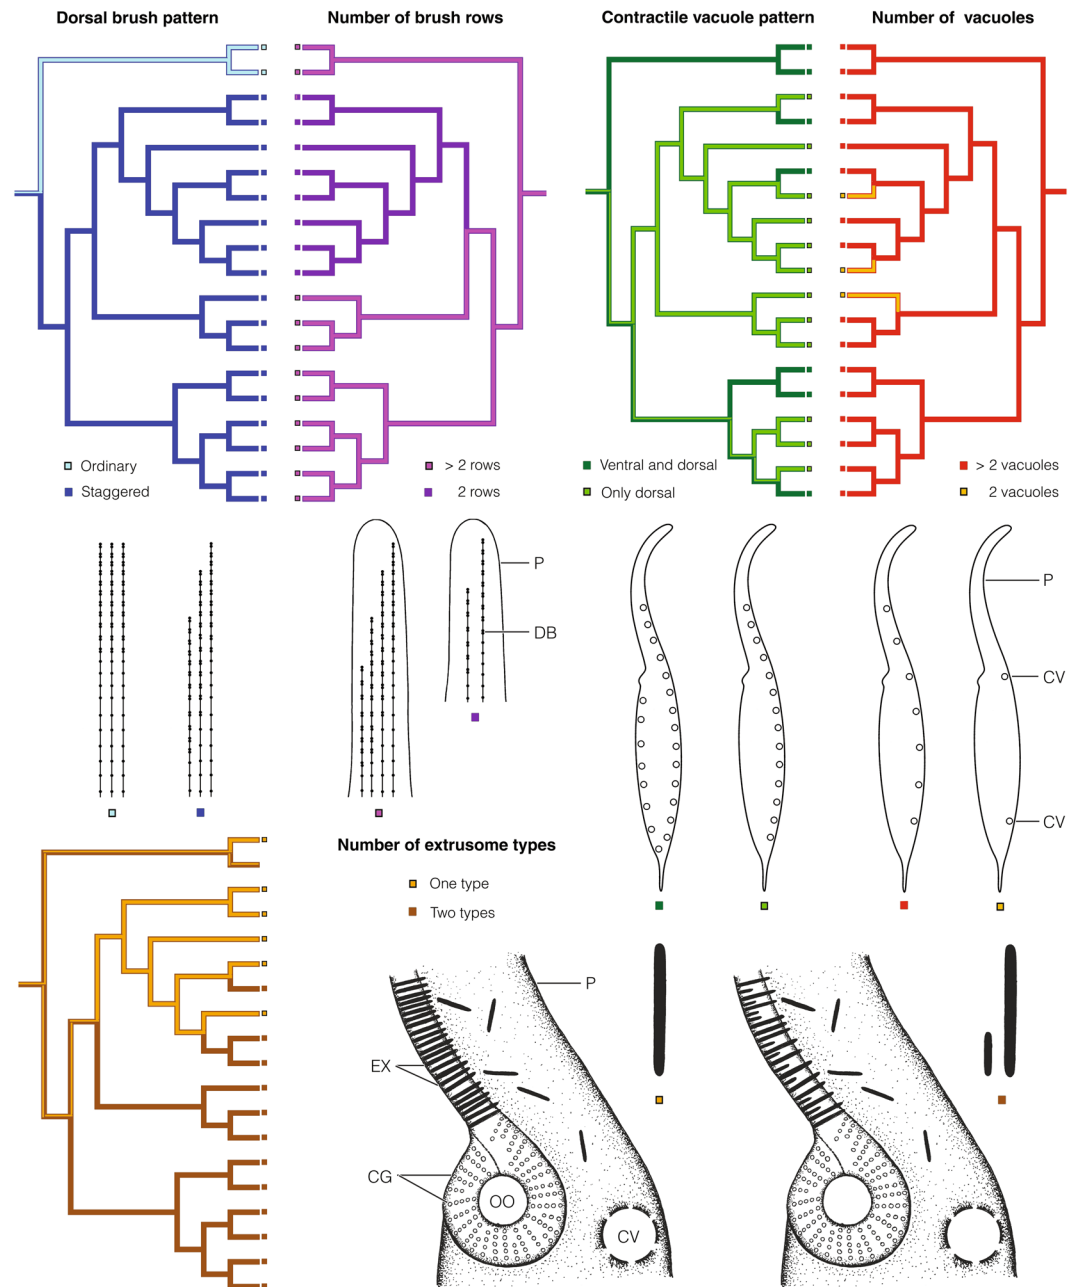 Dorsal brush pattern
Number of brush rows
Contractile vacuole pattern
Number of vacuoles
Ordinary
Staggered
> 2 rows
2 rows
Ventral and dorsal
Only dorsal
> 2 vacuoles
2 vacuoles
P
DB
P
CV
CV
Number of extrusome types
One type
Two types
P
EX
CG
OO
CV